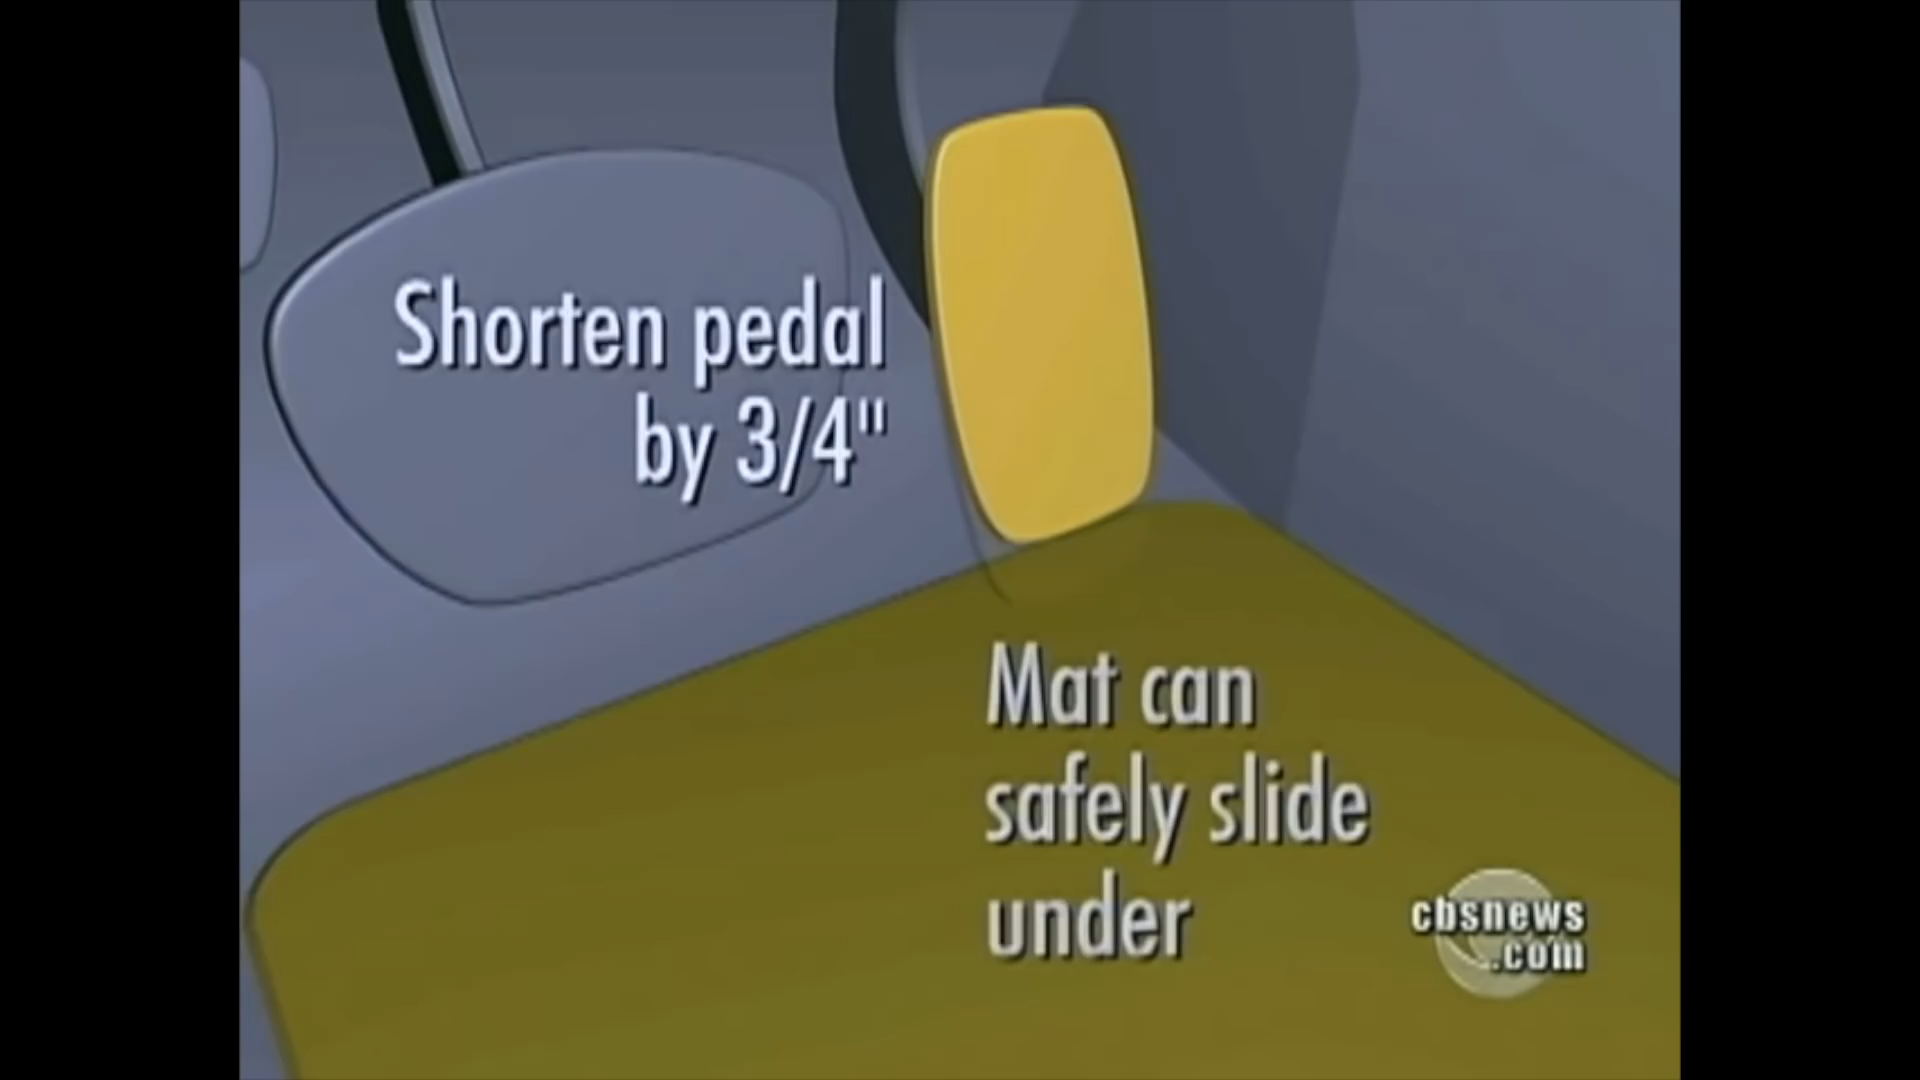 Shorten pedal
by 3/4"
Mat can
safely slide
under
cbsnews
.com